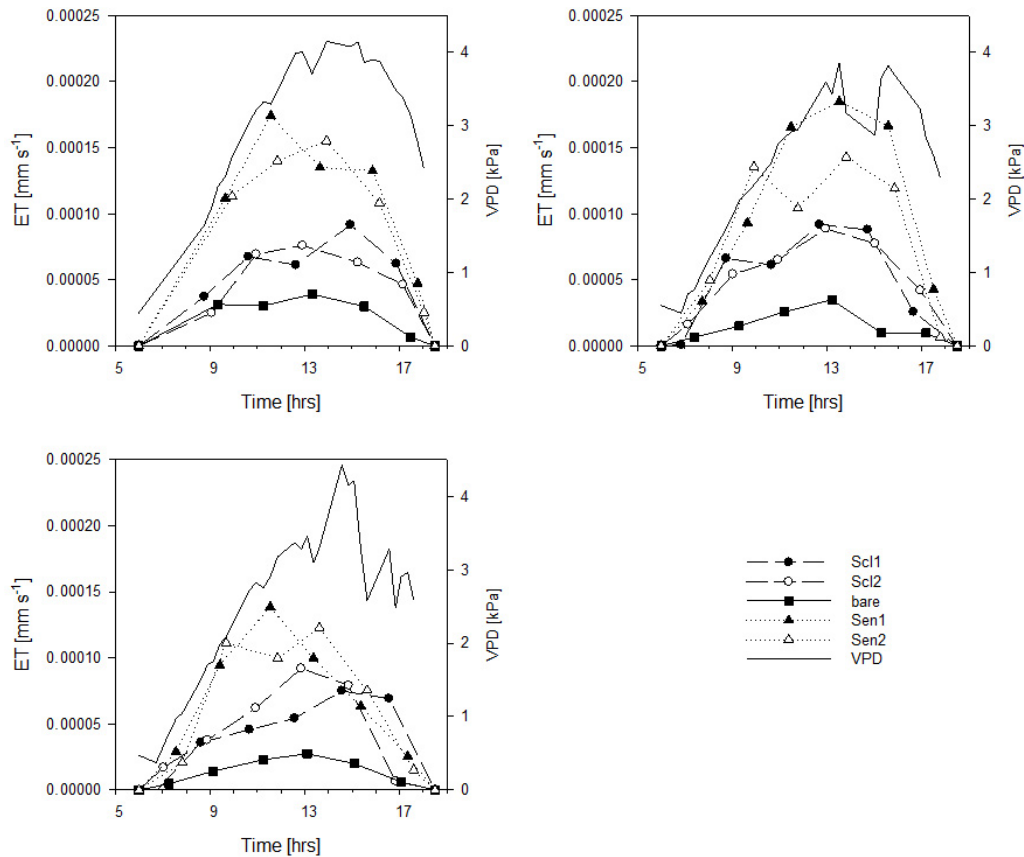 0.00025
0.00020
0.00015
0.00010
0.00005
0.00000
ET [mm s-1]
4
3
2
1
0
VPD [kPa]
5 9 13 17
Time [hrs]
0.00025
0.00020
0.00015
0.00010
0.00005
0.00000
ET [mm s-1]
4
3
2
1
0
VPD [kPa]
5 9 13 17
Time [hrs]
0.00025
0.00020
0.00015
0.00010
0.00005
0.00000
ET [mm s-1]
4
3
2
1
0
VPD [kPa]
5 9 13 17
Time [hrs]
Scl1
Scl2
bare
Sen1
Sen2
VPD